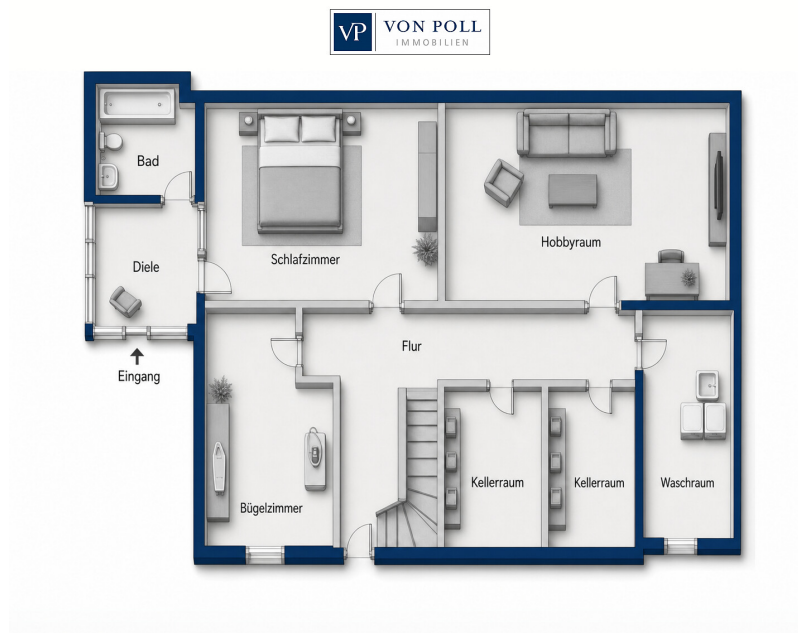 VP VON POLL
IMMOBILIEN
Bad
Diele
Eingang
Schlafzimmer
Hobbyraum
Flur
Bügelzimmer
Kellerraum
Kellerraum
Waschraum